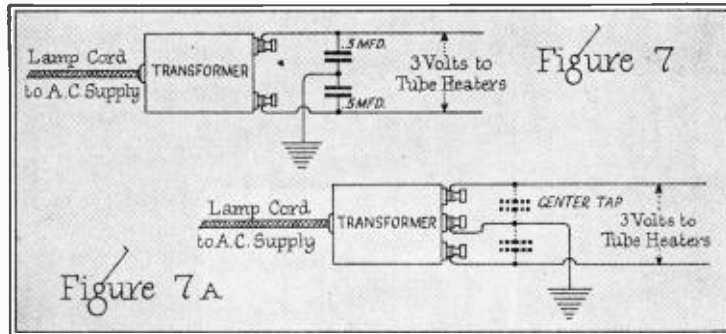 Lamp Cord
to A.C. Supply
TRANSFORMER
.5 MFD.
.5 MFD.
3 Volts to
Tube Heaters
Figure 7
Lamp Cord
to A.C. Supply
TRANSFORMER
CENTER TAP
3 Volts to
Tube Heaters
Figure 7A